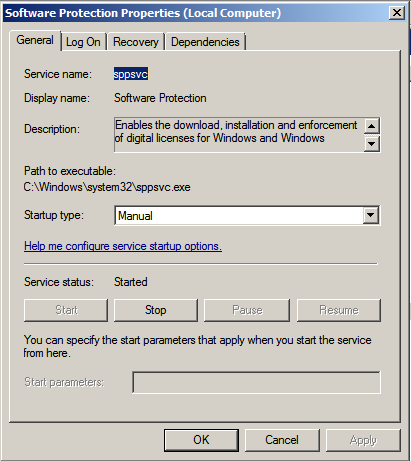 Software Protection Properties (Local Computer)
General Log On Recovery Dependencies
Service name: sppsvc
Display name: Software Protection
Description: Enables the download, installation and enforcement
of digital licenses for Windows and Windows
Path to executable:
C:\Windows\system32\sppsvc.exe
Startup type: Manual
Help me configure service startup options.
Service status: Started
Start Stop Pause Resume
You can specify the start parameters that apply when you start the service
from here.
Start parameters:
OK Cancel Apply